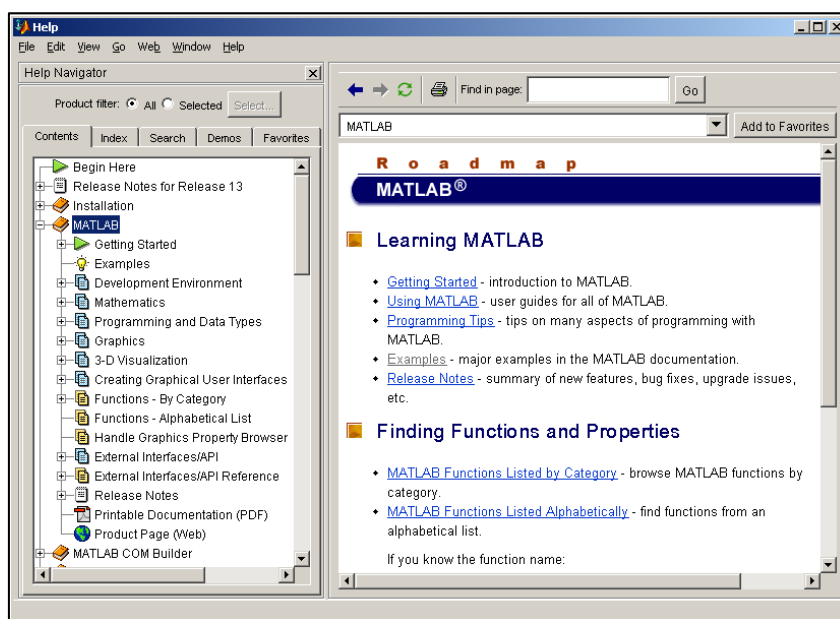 Help
File Edit View Go Web Window Help
Help Navigator
Product filter: All Selected Select...
Contents Index Search Demos Favorites
Begin Here
Release Notes for Release 13
Installation
MATLAB
Getting Started
Examples
Development Environment
Mathematics
Programming and Data Types
Graphics
3-D Visualization
Creating Graphical User Interfaces
Functions - By Category
Functions - Alphabetical List
Handle Graphics Property Browser
External Interfaces/API
External Interfaces/API Reference
Release Notes
Printable Documentation (PDF)
Product Page (Web)
MATLAB COM Builder
Find in page: Go
MATLAB Add to Favorites
Roadmap
MATLAB®
Learning MATLAB
Getting Started - introduction to MATLAB.
Using MATLAB - user guides for all of MATLAB.
Programming Tips - tips on many aspects of programming with
MATLAB.
Examples - major examples in the MATLAB documentation.
Release Notes - summary of new features, bug fixes, upgrade issues,
etc.
Finding Functions and Properties
MATLAB Functions Listed by Category - browse MATLAB functions by
category.
MATLAB Functions Listed Alphabetically - find functions from an
alphabetical list.
If you know the function name: